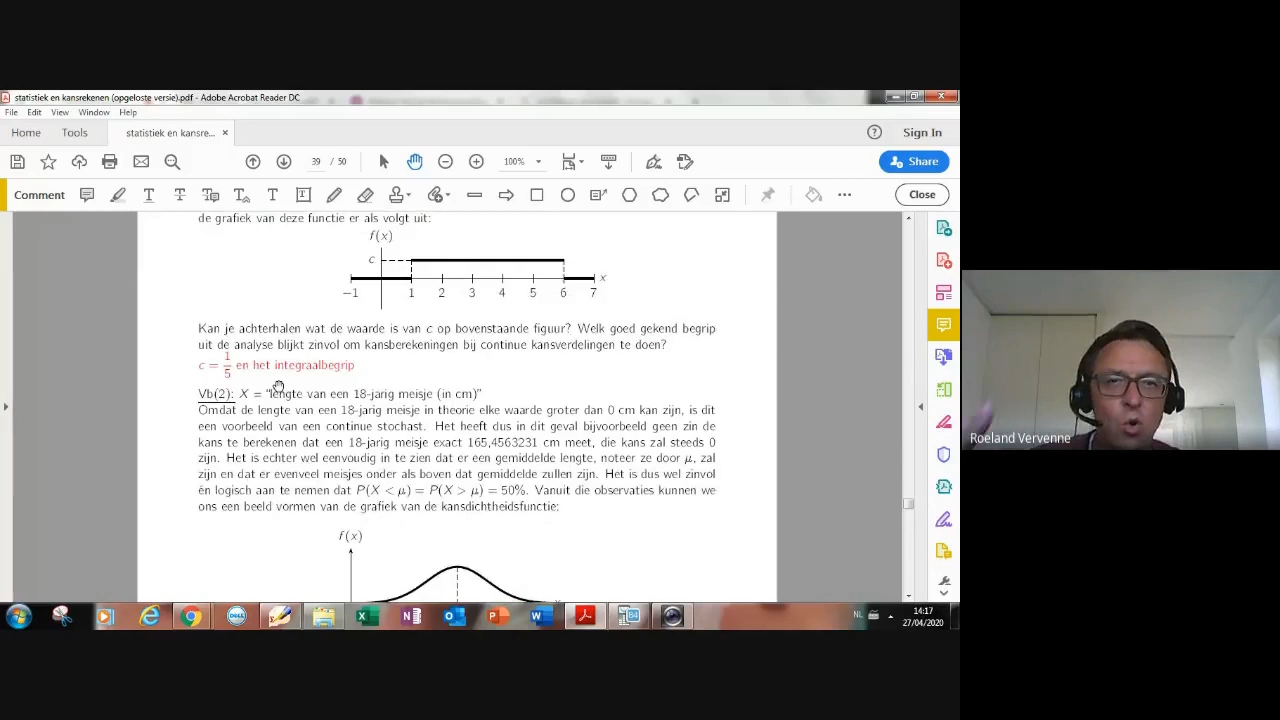 statistiek en kansrekenen (opgeloste versie).pdf - Adobe Acrobat Reader DC
File Edit View Window Help
Home Tools statistiek en kansre... × Sign In
39 / 50 100% Share
Comment Close
de grafiek van deze functie er als volgt uit:
f(x)
c
x
−1 1 2 3 4 5 6 7
Kan je achterhalen wat de waarde is van c op bovenstaande figuur? Welk goed gekend begrip
uit de analyse blijkt zinvol om kansberekeningen bij continue kansverdelingen te doen?
c = 1/5 en het integraalbegrip
Vb(2): X = "lengte van een 18-jarig meisje (in cm)"
Omdat de lengte van een 18-jarig meisje in theorie elke waarde groter dan 0 cm kan zijn, is dit
een voorbeeld van een continue stochast. Het heeft dus in dit geval bijvoorbeeld geen zin de
kans te berekenen dat een 18-jarig meisje exact 165,4563231 cm meet, die kans zal steeds 0
zijn. Het is echter wel eenvoudig in te zien dat er een gemiddelde lengte, noteer ze door μ, zal
zijn en dat er evenveel meisjes onder als boven dat gemiddelde zullen zijn. Het is dus wel zinvol
én logisch aan te nemen dat P(X < μ) = P(X > μ) = 50%. Vanuit die observaties kunnen we
ons een beeld vormen van de grafiek van de kansdichtheidsfunctie:
f(x)
Roeland Vervenne
NL 14:17
27/04/2020